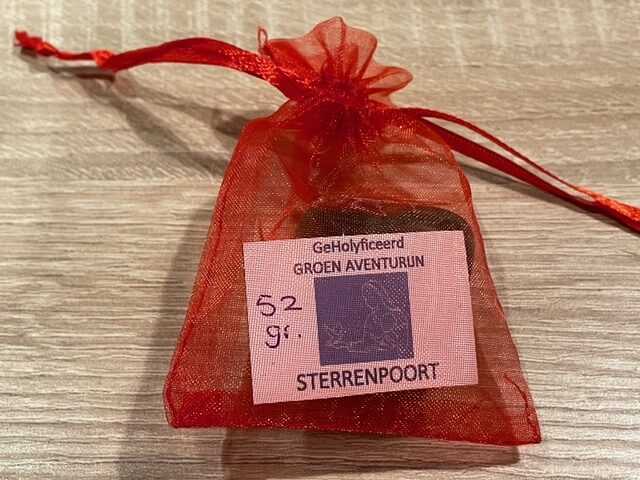 GeHolyficeerd
GROEN AVENTURIJN
52
gr.
STERRENPOORT